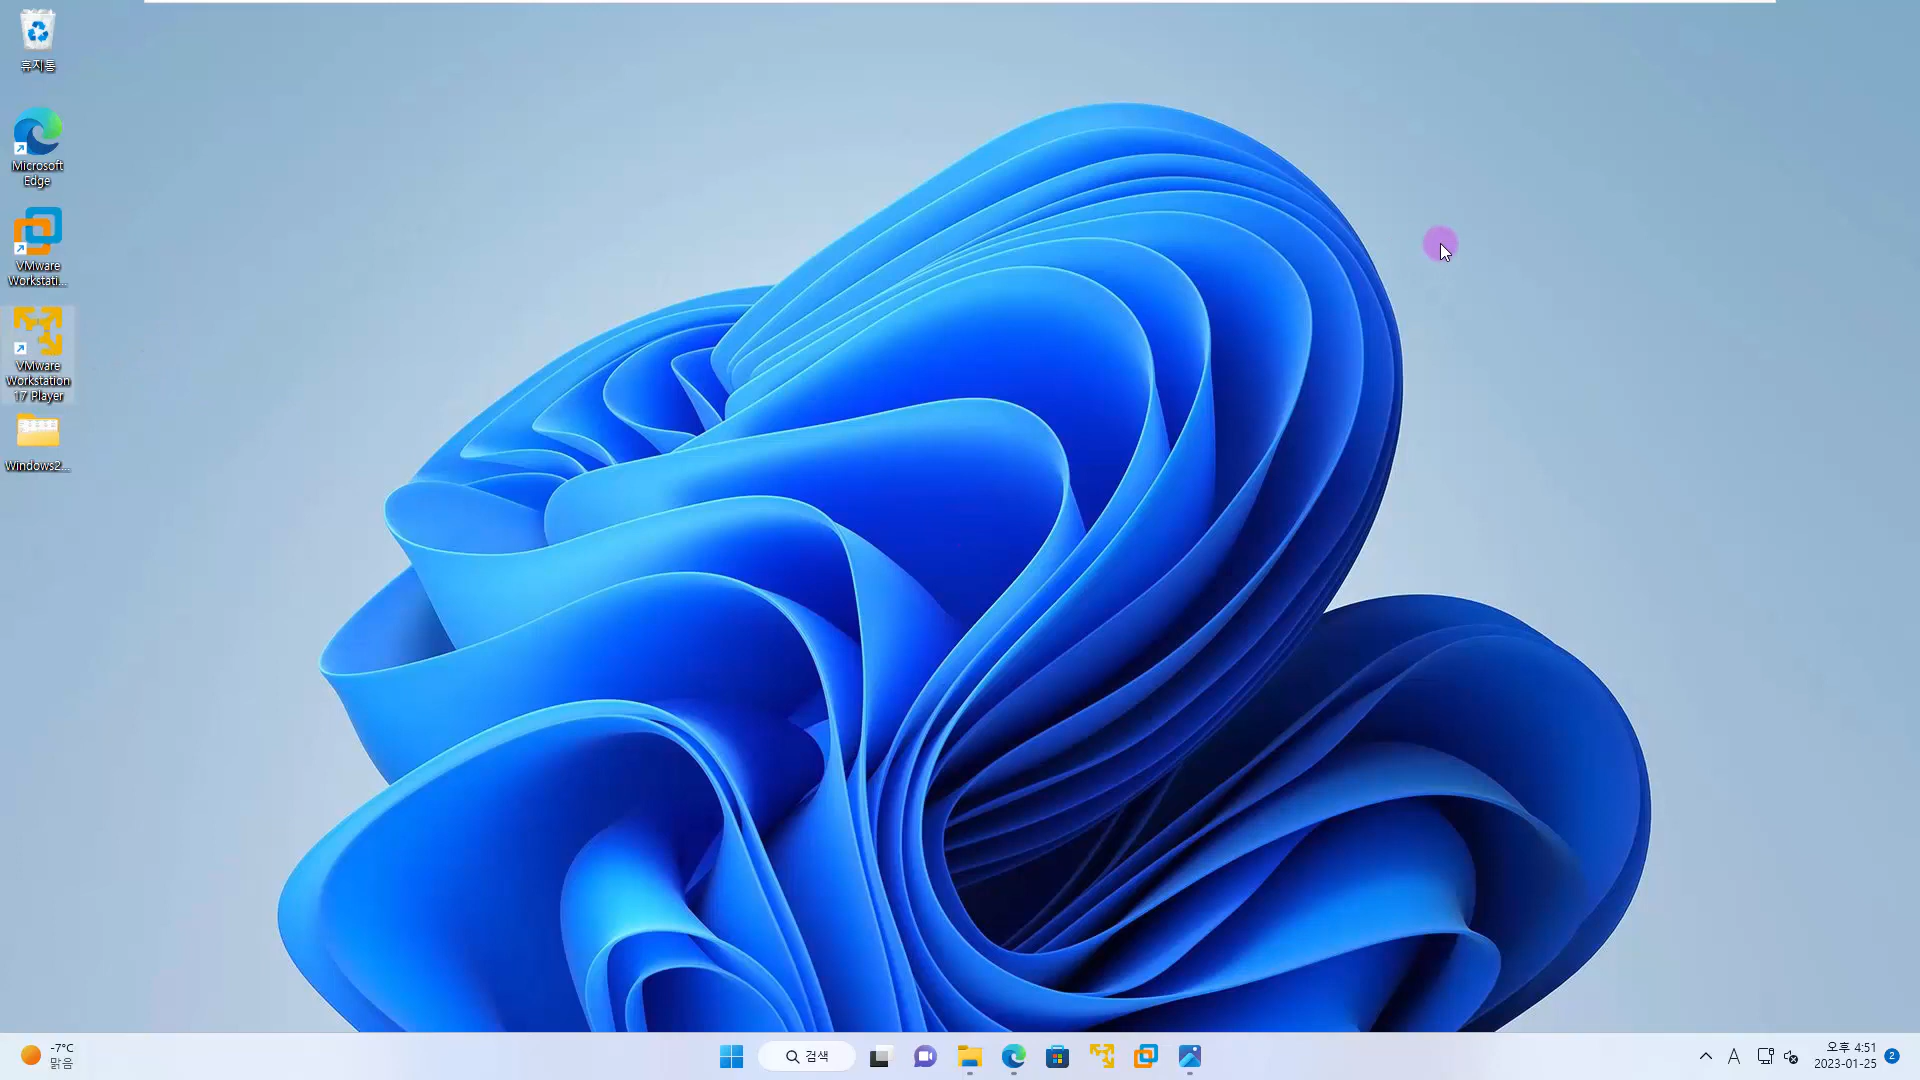 휴지통
Microsoft
Edge
VMware
Workstati...
VMware
Workstation
17 Player
Windows2...
-7°C
맑음
검색
A
오후 4:51
2023-01-25
2